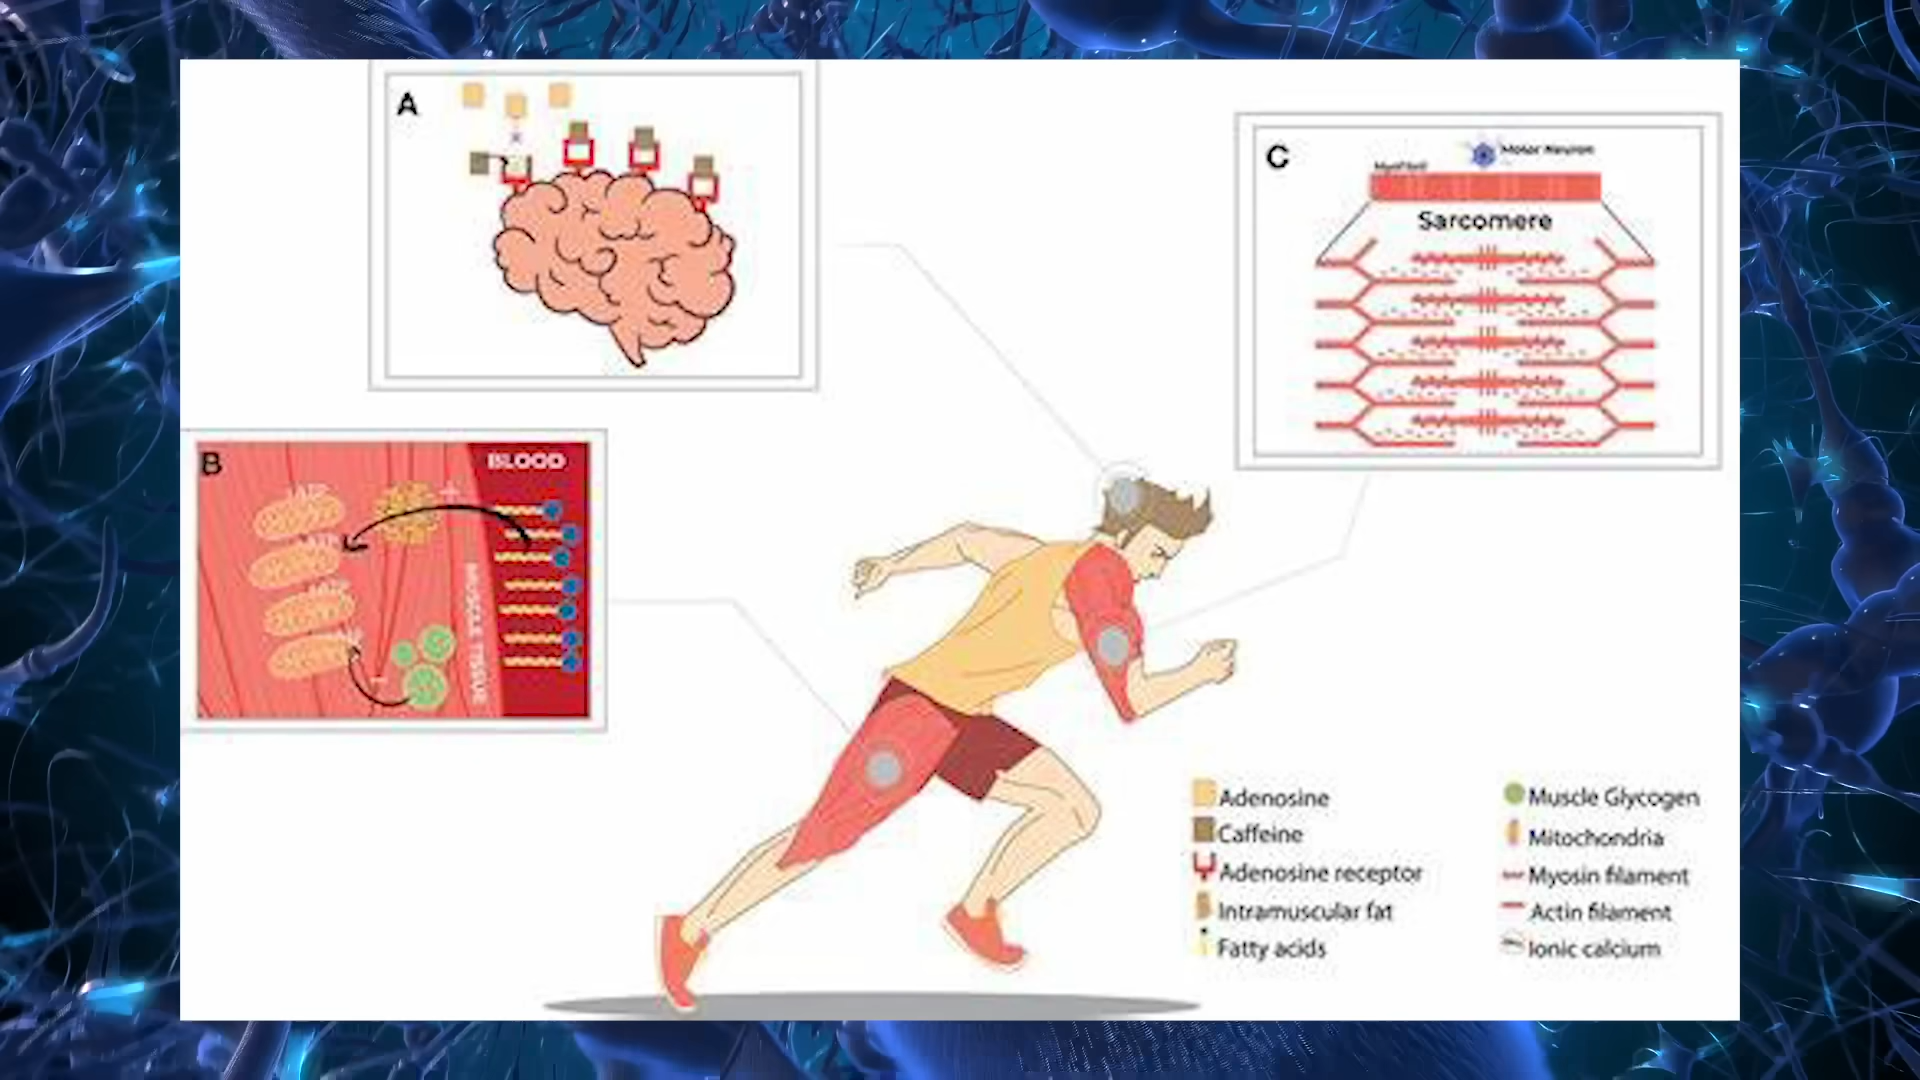 A
B
BLOOD
MUSCLE TISSUE
C
Motor Neuron
Myofibril
Sarcomere
Adenosine
Caffeine
Adenosine receptor
Intramuscular fat
Fatty acids
Muscle Glycogen
Mitochondria
Myosin filament
Actin filament
Ionic calcium